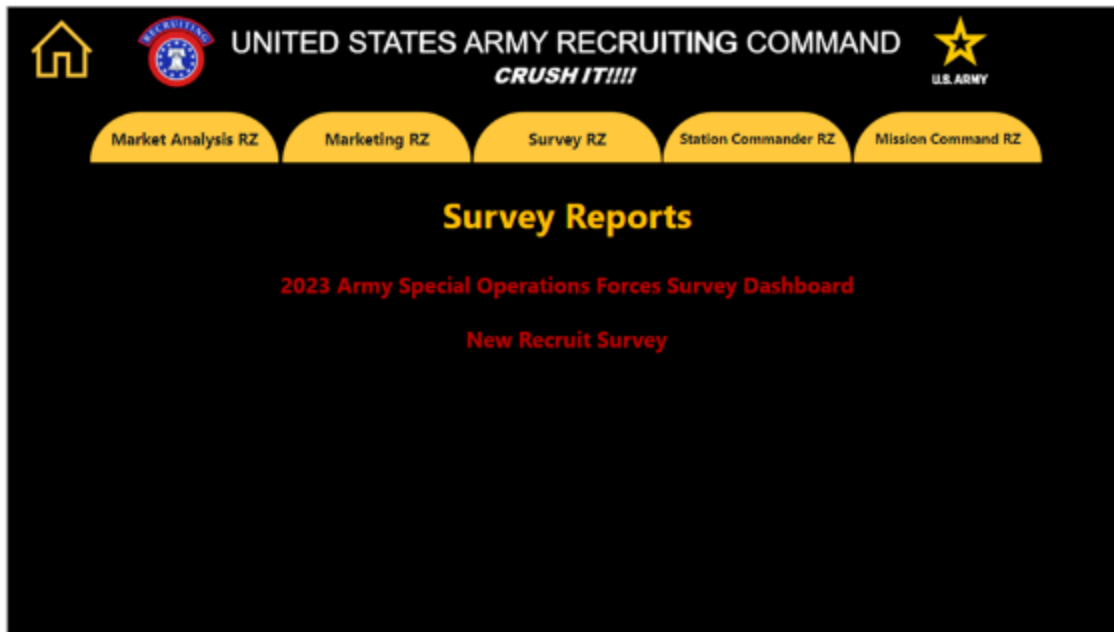 RECRUITING
UNITED STATES ARMY RECRUITING COMMAND
CRUSH IT!!!!
U.S. ARMY
Market Analysis RZ
Marketing RZ
Survey RZ
Station Commander RZ
Mission Command RZ
Survey Reports
2023 Army Special Operations Forces Survey Dashboard
New Recruit Survey